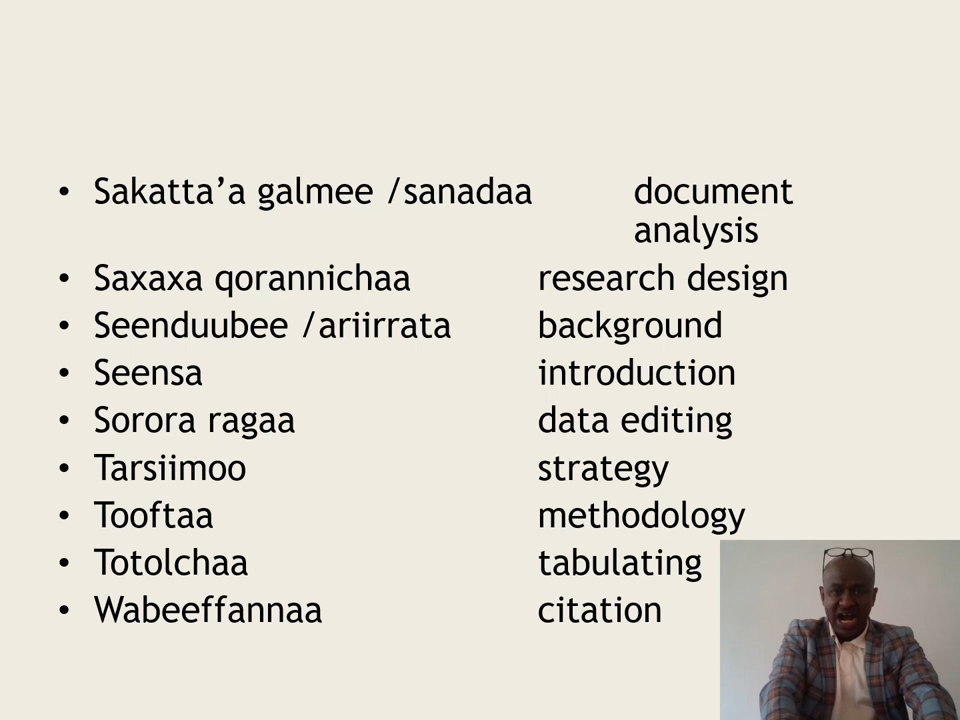 • Sakatta’a galmee /sanadaa document
analysis
• Saxaxa qorannichaa research design
• Seenduubee /ariirrata background
• Seensa introduction
• Sorora ragaa data editing
• Tarsiimoo strategy
• Tooftaa methodology
• Totolchaa tabulating
• Wabeeffannaa citation